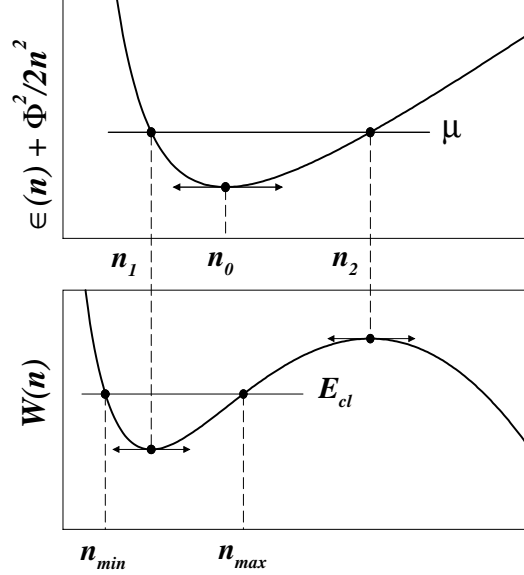 ∈(n) + Φ²/2n²
μ
n₁ n₀ n₂
W(n)
E_cl
n_min n_max